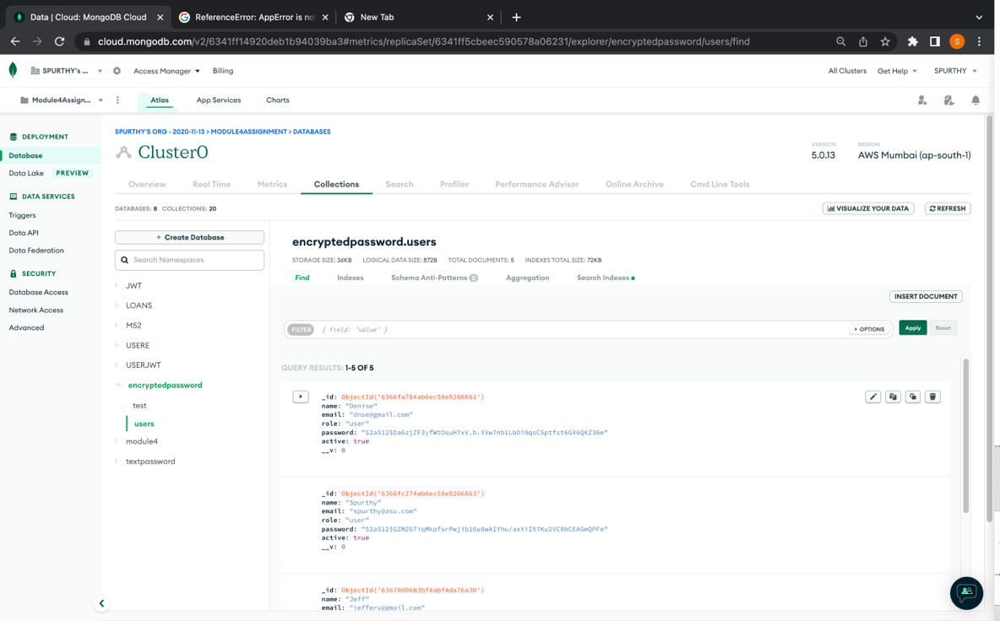 Data | Cloud: MongoDB Cloud
ReferenceError: AppError is no
New Tab
cloud.mongodb.com/v2/6341ff14920deb1b94039ba3#metrics/replicaSet/6341ff5cbeec590578a06231/explorer/encryptedpassword/users/find
S
SPURTHY's ...
Access Manager
Billing
All Clusters
Get Help
SPURTHY
Module4Assign...
Atlas
App Services
Charts
DEPLOYMENT
Database
Data Lake PREVIEW
DATA SERVICES
Triggers
Data API
Data Federation
SECURITY
Database Access
Network Access
Advanced
SPURTHY'S ORG - 2020-11-13 > MODULE4ASSIGNMENT > DATABASES
Cluster0
VERSION
5.0.13
REGION
AWS Mumbai (ap-south-1)
Overview
Real Time
Metrics
Collections
Search
Profiler
Performance Advisor
Online Archive
Cmd Line Tools
DATABASES: 8 COLLECTIONS: 20
VISUALIZE YOUR DATA
REFRESH
+ Create Database
Search Namespaces
JWT
LOANS
M52
USERE
USERJWT
encryptedpassword
test
users
module4
textpassword
encryptedpassword.users
STORAGE SIZE: 36KB LOGICAL DATA SIZE: 872B TOTAL DOCUMENTS: 5 INDEXES TOTAL SIZE: 72KB
Find
Indexes
Schema Anti-Patterns 0
Aggregation
Search Indexes
INSERT DOCUMENT
FILTER { field: 'value' }
OPTIONS
Apply
Reset
QUERY RESULTS: 1-5 OF 5
_id: ObjectId('6366fa784ab0ec58e5266861')
name: "Denise"
email: "dnse@gmail.com"
role: "user"
password: "$2a$12$Da6zjZF3yfWtOsuH7xV.b.XVw7nb1LbDi9qsC5ptfst6GX6QKZ36e"
active: true
__v: 0
_id: ObjectId('6366fc274ab0ec58e5266863')
name: "Spurthy"
email: "spurthy@asu.com"
role: "user"
password: "$2a$12$GZMZG7iqMkpfsrPwjib26u8wAIYhu/axXiI57Ku2VC8hCEAGmQPFe"
active: true
__v: 0
_id: ObjectId('63670006b3bf4abf4da76a30')
name: "Jeff"
email: "jeffery@gmail.com"